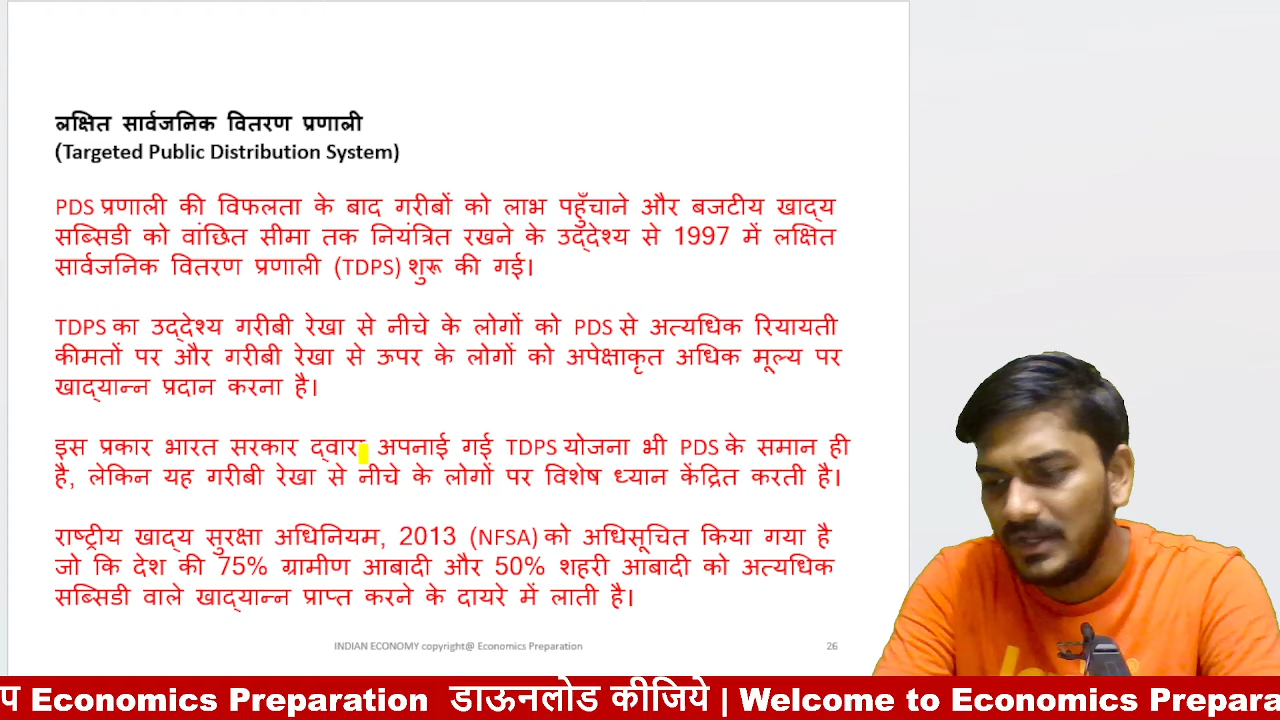 लक्षित सार्वजनिक वितरण प्रणाली
(Targeted Public Distribution System)
PDS प्रणाली की विफलता के बाद गरीबों को लाभ पहुँचाने और बजटीय खाद्य
सब्सिडी को वांछित सीमा तक नियंत्रित रखने के उद्देश्य से 1997 में लक्षित
सार्वजनिक वितरण प्रणाली (TDPS) शुरू की गई।
TDPS का उद्देश्य गरीबी रेखा से नीचे के लोगों को PDS से अत्यधिक रियायती
कीमतों पर और गरीबी रेखा से ऊपर के लोगों को अपेक्षाकृत अधिक मूल्य पर
खाद्यान्न प्रदान करना है।
इस प्रकार भारत सरकार द्वारा अपनाई गई TDPS योजना भी PDS के समान ही
है, लेकिन यह गरीबी रेखा से नीचे के लोगों पर विशेष ध्यान केंद्रित करती है।
राष्ट्रीय खाद्य सुरक्षा अधिनियम, 2013 (NFSA) को अधिसूचित किया गया है
जो कि देश की 75% ग्रामीण आबादी और 50% शहरी आबादी को अत्यधिक
सब्सिडी वाले खाद्यान्न प्राप्त करने के दायरे में लाती है।
INDIAN ECONOMY copyright@ Economics Preparation 26
Economics Preparation डाऊनलोड कीजिये | Welcome to Economics Prepara